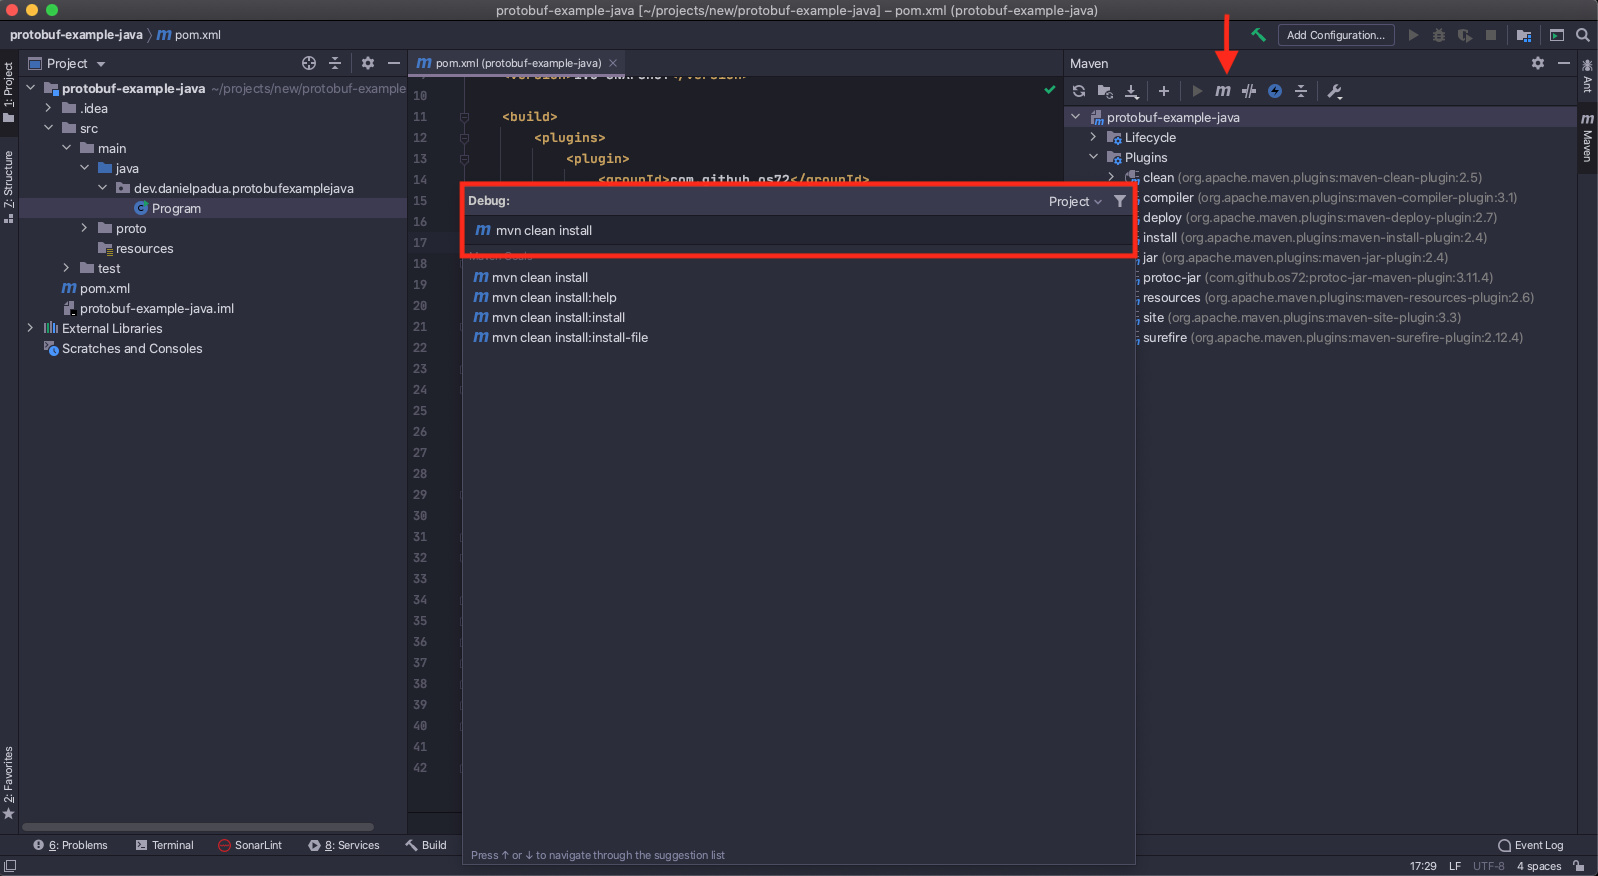 protobuf-example-java [~/projects/new/protobuf-example-java] – pom.xml (protobuf-example-java)
protobuf-example-java
pom.xml
Add Configuration...
1: Project
Z: Structure
2: Favorites
Project
protobuf-example-java ~/projects/new/protobuf-example
.idea
src
main
java
dev.danielpadua.protobufexamplejava
Program
proto
resources
test
pom.xml
protobuf-example-java.iml
External Libraries
Scratches and Consoles
pom.xml (protobuf-example-java)
10
11 <build>
12 <plugins>
13 <plugin>
14 <groupId>com.github.os72</groupId>
15
16
17
18
19
20
21
22
23
24
25
26
27
28
29
30
31
32
33
34
35
36
37
38
39
40
41
42
Debug:
Project
mvn clean install
Maven Goals
mvn clean install
mvn clean install:help
mvn clean install:install
mvn clean install:install-file
Press ↑ or ↓ to navigate through the suggestion list
Maven
protobuf-example-java
Lifecycle
Plugins
clean (org.apache.maven.plugins:maven-clean-plugin:2.5)
compiler (org.apache.maven.plugins:maven-compiler-plugin:3.1)
deploy (org.apache.maven.plugins:maven-deploy-plugin:2.7)
install (org.apache.maven.plugins:maven-install-plugin:2.4)
jar (org.apache.maven.plugins:maven-jar-plugin:2.4)
protoc-jar (com.github.os72:protoc-jar-maven-plugin:3.11.4)
resources (org.apache.maven.plugins:maven-resources-plugin:2.6)
site (org.apache.maven.plugins:maven-site-plugin:3.3)
surefire (org.apache.maven.plugins:maven-surefire-plugin:2.12.4)
Ant
Maven
6: Problems
Terminal
SonarLint
8: Services
Build
Event Log
17:29 LF UTF-8 4 spaces